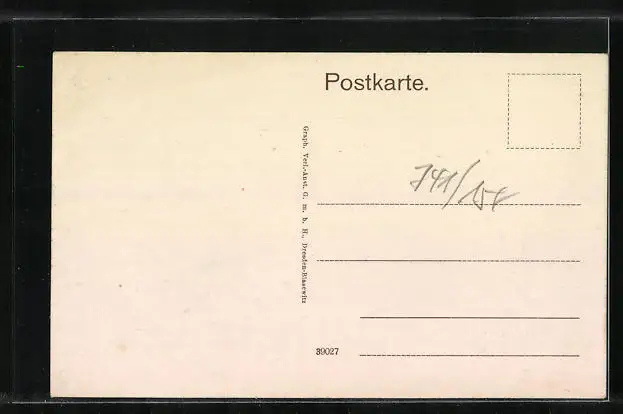 Postkarte.
Graph. Verl.-Anst. G. m. b. H., Dresden-Blasewitz
39027